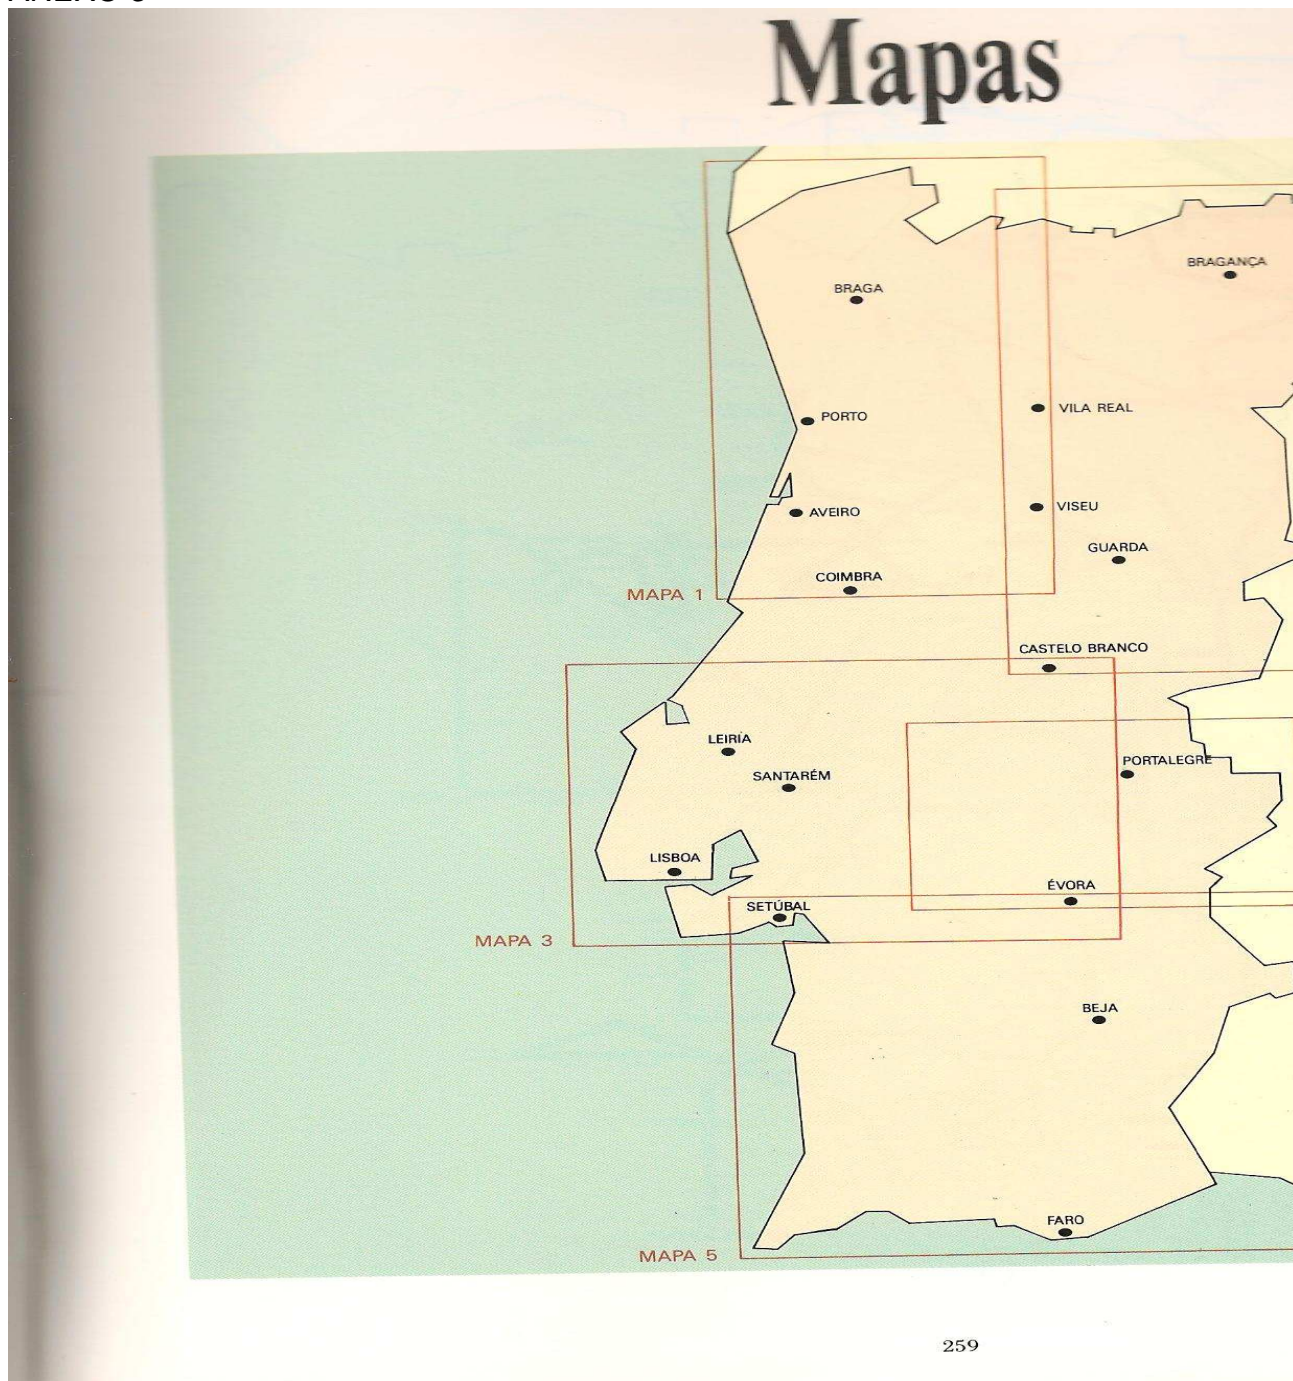 Mapas
BRAGANÇA
BRAGA
VILA REAL
PORTO
VISEU
AVEIRO
GUARDA
COIMBRA
MAPA 1
CASTELO BRANCO
LEIRÍA
PORTALEGRE
SANTARÉM
LISBOA
ÉVORA
SETÚBAL
MAPA 3
BEJA
FARO
MAPA 5
259